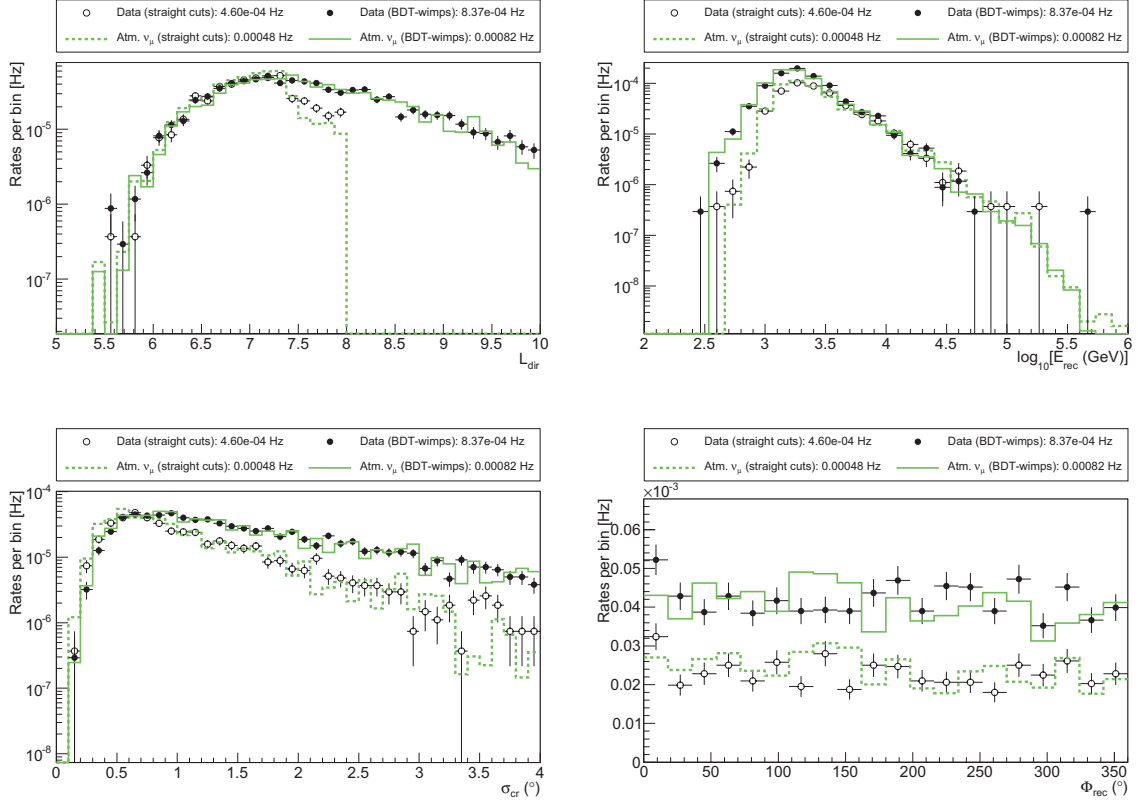 Data (straight cuts): 4.60e-04 Hz
Data (BDT-wimps): 8.37e-04 Hz
Atm. νμ (straight cuts): 0.00048 Hz
Atm. νμ (BDT-wimps): 0.00082 Hz
Rates per bin [Hz]
10^-5
10^-6
10^-7
5 5.5 6 6.5 7 7.5 8 8.5 9 9.5 10
L_dir
Data (straight cuts): 4.60e-04 Hz
Data (BDT-wimps): 8.37e-04 Hz
Atm. νμ (straight cuts): 0.00048 Hz
Atm. νμ (BDT-wimps): 0.00082 Hz
Rates per bin [Hz]
10^-4
10^-5
10^-6
10^-7
10^-8
2 2.5 3 3.5 4 4.5 5 5.5 6
log10[E_rec (GeV)]
Data (straight cuts): 4.60e-04 Hz
Data (BDT-wimps): 8.37e-04 Hz
Atm. νμ (straight cuts): 0.00048 Hz
Atm. νμ (BDT-wimps): 0.00082 Hz
Rates per bin [Hz]
10^-4
10^-5
10^-6
10^-7
10^-8
0 0.5 1 1.5 2 2.5 3 3.5 4
σ_cr (°)
Data (straight cuts): 4.60e-04 Hz
Data (BDT-wimps): 8.37e-04 Hz
Atm. νμ (straight cuts): 0.00048 Hz
Atm. νμ (BDT-wimps): 0.00082 Hz
×10^-3
Rates per bin [Hz]
0.06
0.05
0.04
0.03
0.02
0.01
0 50 100 150 200 250 300 350
Φ_rec (°)